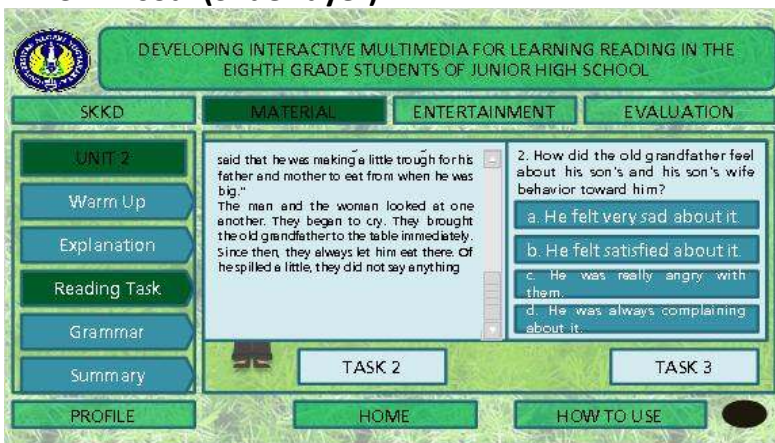 DEVELOPING INTERACTIVE MULTIMEDIA FOR LEARNING READING IN THE
EIGHTH GRADE STUDENTS OF JUNIOR HIGH SCHOOL
SKKD
MATERIAL
ENTERTAINMENT
EVALUATION
UNIT 2
Warm Up
Explanation
Reading Task
Grammar
Summary
said that he was making a little trough for his
father and mother to eat from when he was
big."
The man and the woman looked at one
another. They began to cry. They brought
the old grandfather to the table immediately.
Since then, they always let him eat there. Of
he spilled a little, they did not say anything
2. How did the old grandfather feel
about his son's and his son's wife
behavior toward him?
a. He felt very sad about it
b. He felt satisfied about it.
c. He was really angry with
them.
d. He was always complaining
about it.
TASK 2
TASK 3
PROFILE
HOME
HOW TO USE